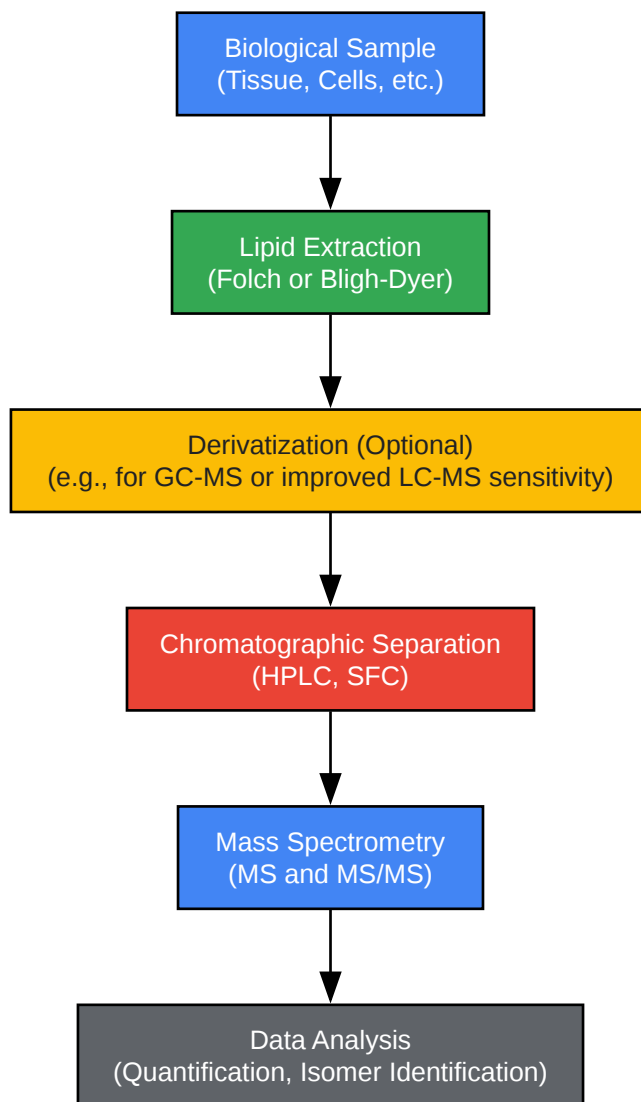 Biological Sample
(Tissue, Cells, etc.)
Lipid Extraction
(Folch or Bligh-Dyer)
Derivatization (Optional)
(e.g., for GC-MS or improved LC-MS sensitivity)
Chromatographic Separation
(HPLC, SFC)
Mass Spectrometry
(MS and MS/MS)
Data Analysis
(Quantification, Isomer Identification)